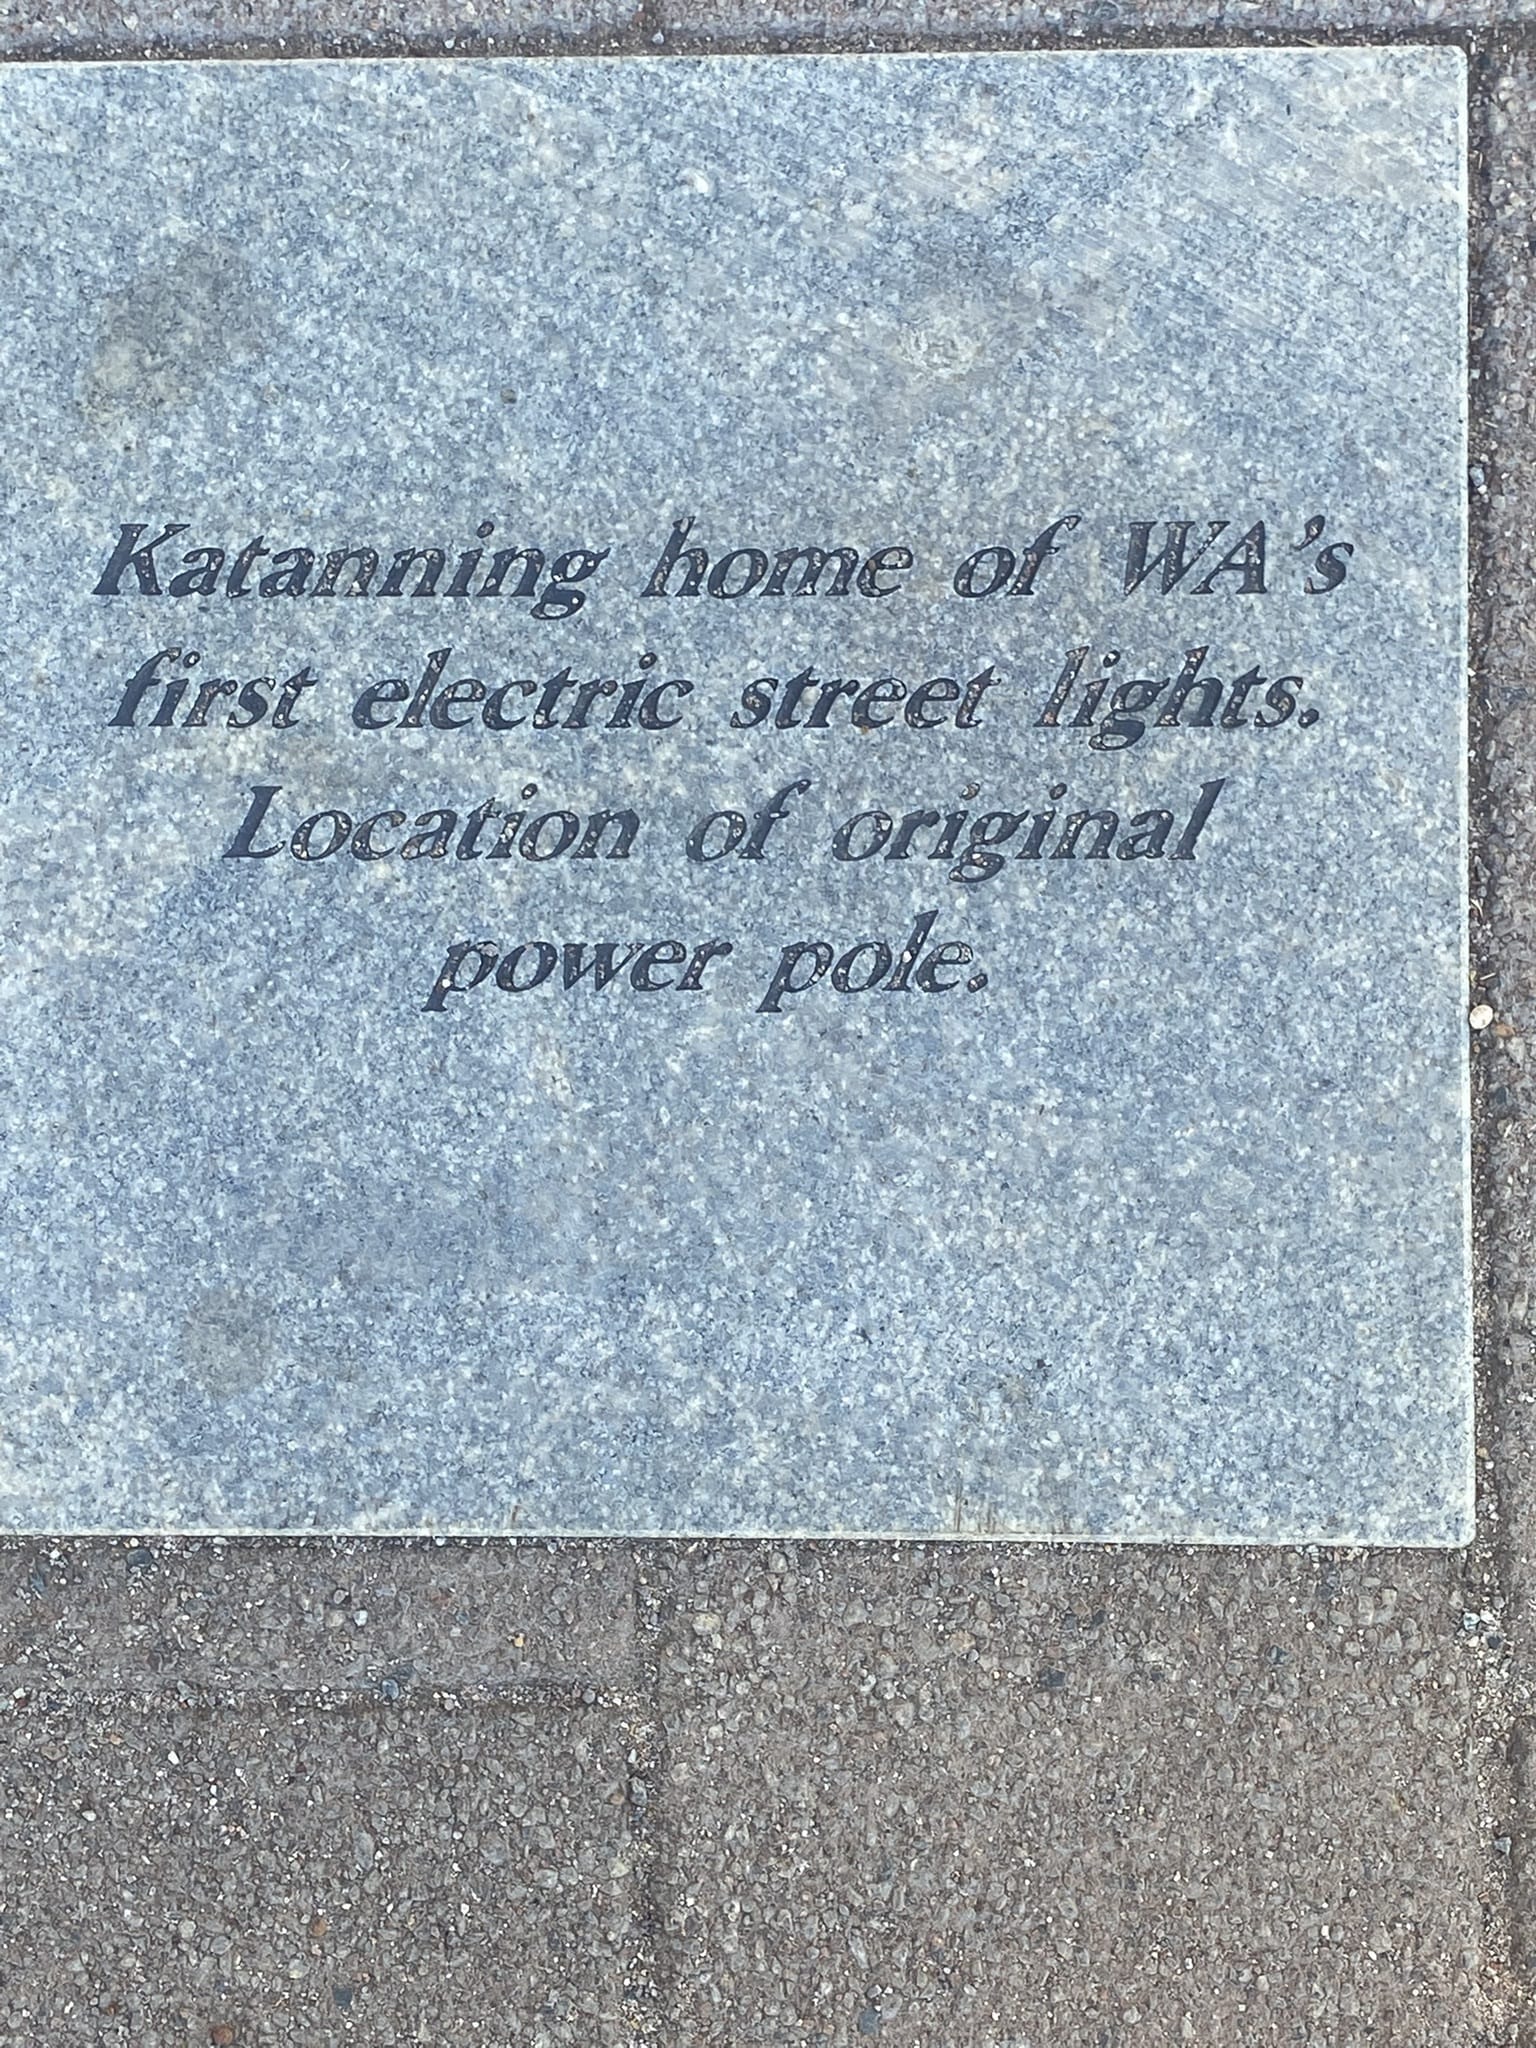 Katanning home of WA's
first electric street lights.
Location of original
power pole.